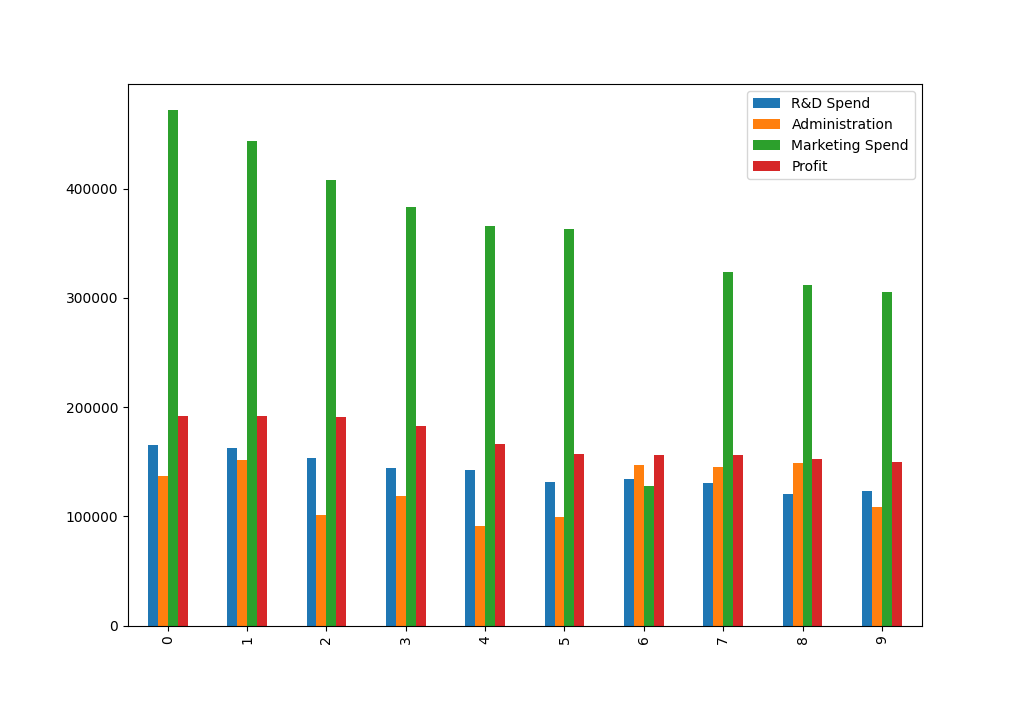 R&D Spend
Administration
Marketing Spend
Profit
400000
300000
200000
100000
0
0 1 2 3 4 5 6 7 8 9